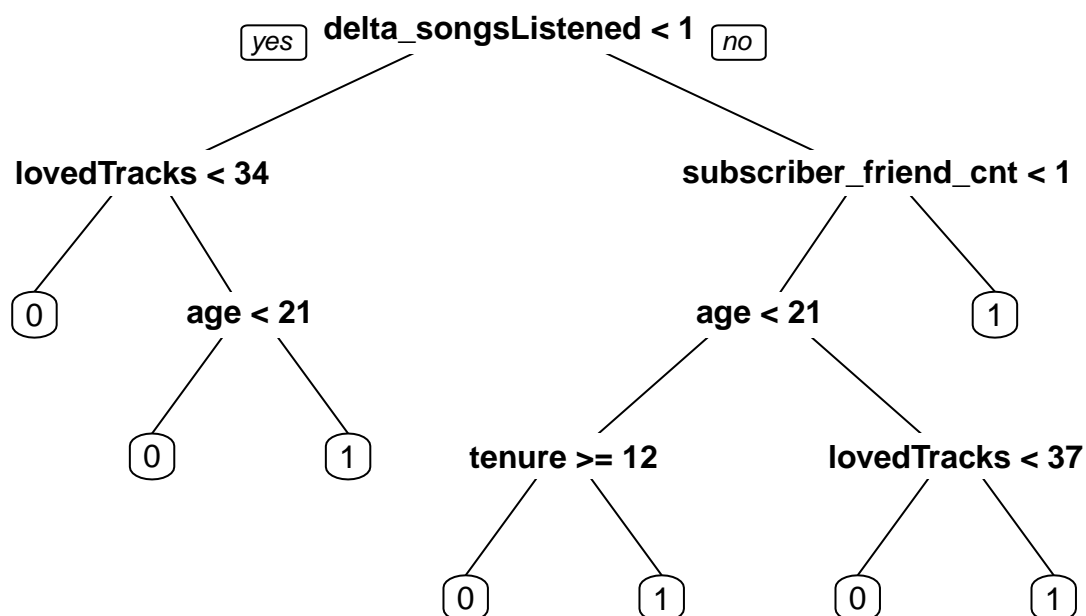 yes delta_songsListened < 1 no
lovedTracks < 34 subscriber_friend_cnt < 1
0 age < 21 age < 21 1
0 1 tenure >= 12 lovedTracks < 37
0 1 0 1